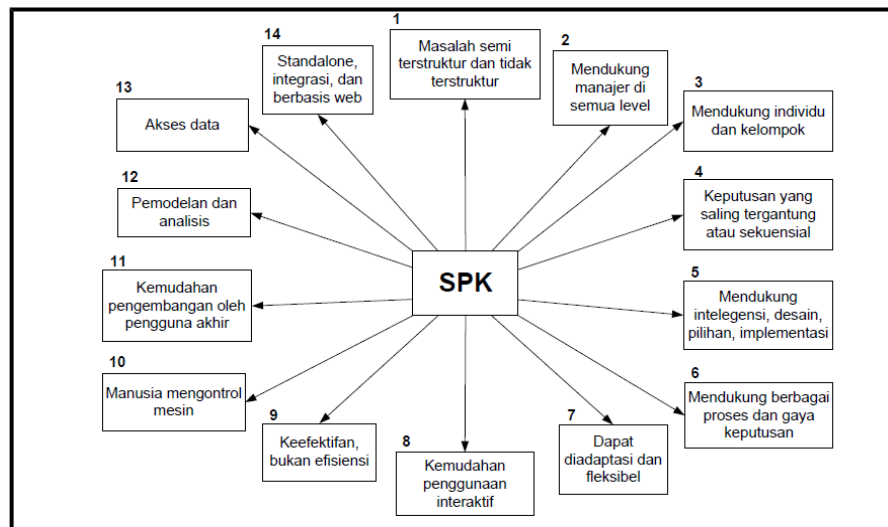 1
Masalah semi
terstruktur dan tidak
terstruktur
2
Mendukung
manajer di
semua level
3
Mendukung individu
dan kelompok
4
Keputusan yang
saling tergantung
atau sekuensial
5
Mendukung
intelegensi, desain,
pilihan, implementasi
6
Mendukung berbagai
proses dan gaya
keputusan
7
Dapat
diadaptasi dan
fleksibel
8
Kemudahan
penggunaan
interaktif
9
Keefektifan,
bukan efisiensi
10
Manusia mengontrol
mesin
11
Kemudahan
pengembangan oleh
pengguna akhir
12
Pemodelan dan
analisis
13
Akses data
14
Standalone,
integrasi, dan
berbasis web
SPK